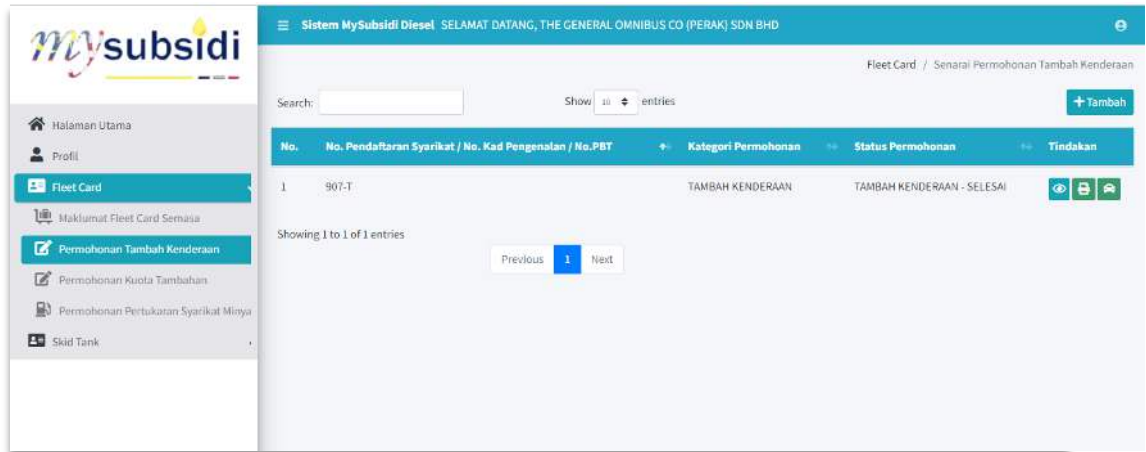 mysubsidi
Sistem MySubsidi Diesel SELAMAT DATANG, THE GENERAL OMNIBUS CO (PERAK) SDN BHD
Fleet Card / Senarai Permohonan Tambah Kenderaan
Search: Show 10 entries +Tambah
Halaman Utama
Profil
Fleet Card
Maklumat Fleet Card Semasa
Permohonan Tambah Kenderaan
Permohonan Kuota Tambahan
Permohonan Pertukaran Syarikat Minya
Skid Tank
No. No. Pendaftaran Syarikat / No. Kad Pengenalan / No.PBT Kategori Permohonan Status Permohonan Tindakan
1 907-T TAMBAH KENDERAAN TAMBAH KENDERAAN - SELESAI
Showing 1 to 1 of 1 entries
Previous 1 Next